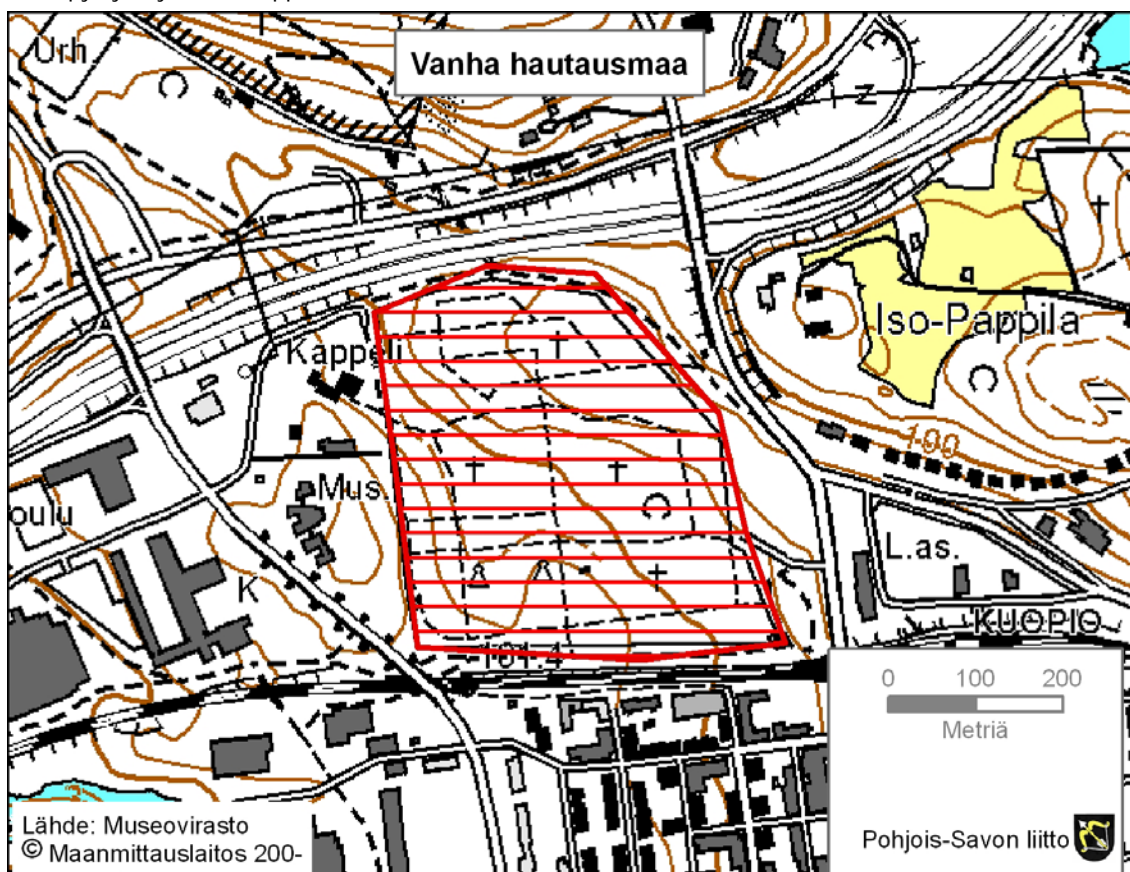 Urh.
Vanha hautausmaa
Z
Iso-Pappila
Kappeli
100
Mus.
oulu
L.as.
K
KUOPIO
101.4
0 100 200
Metriä
Lähde: Museovirasto
© Maanmittauslaitos 200-
Pohjois-Savon liitto